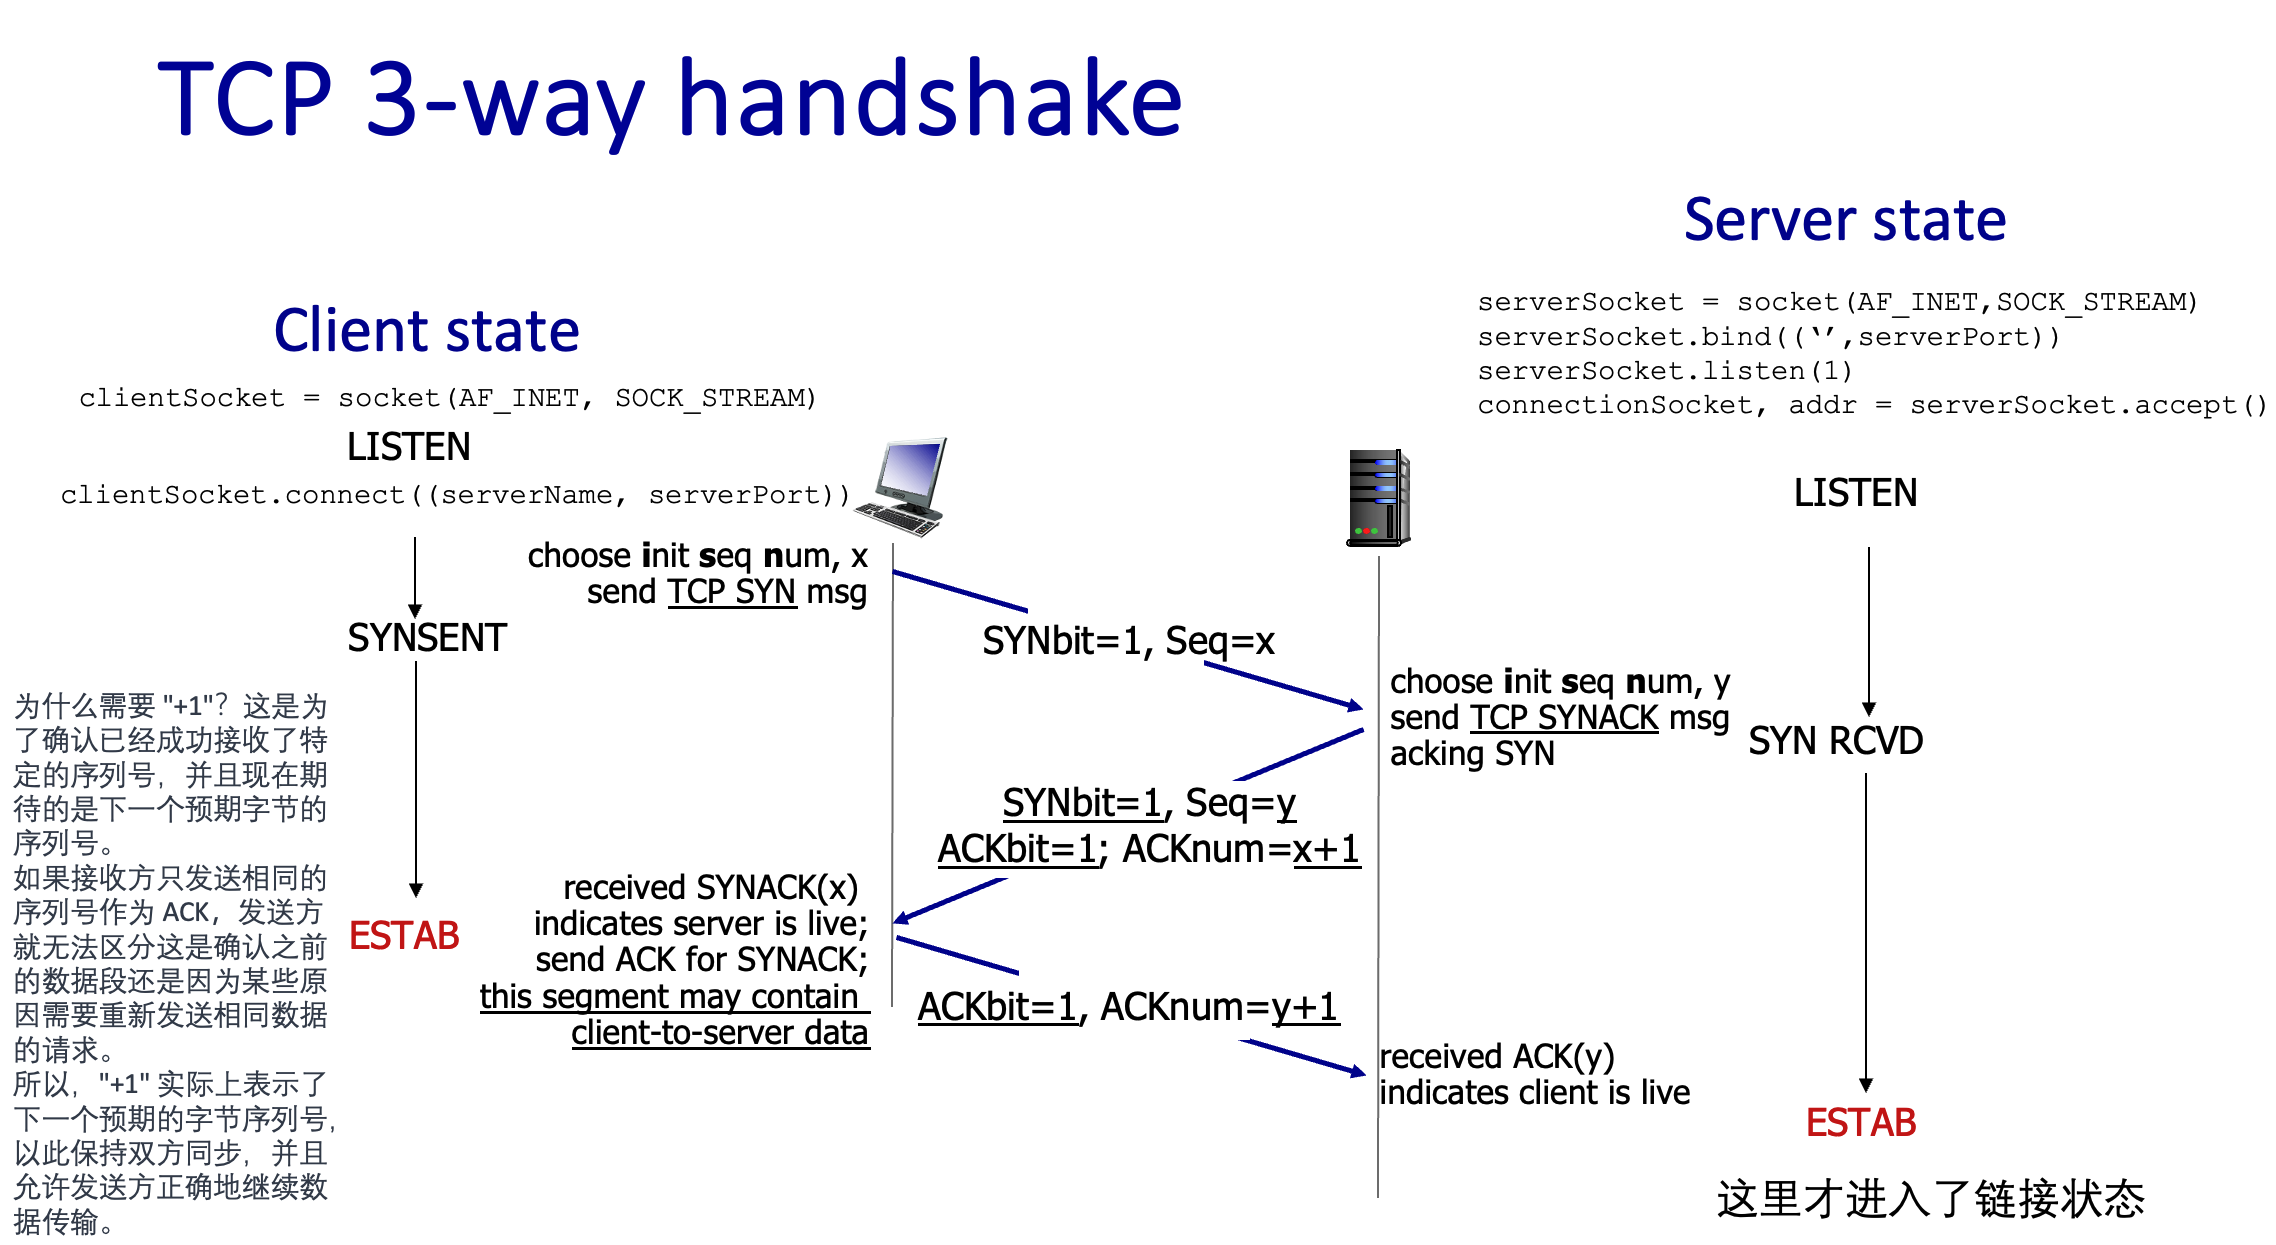 TCP 3-way handshake
Client state
clientSocket = socket(AF_INET, SOCK_STREAM)
LISTEN
clientSocket.connect((serverName, serverPort))
SYNSENT
ESTAB
为什么需要 "+1"？这是为
了确认已经成功接收了特
定的序列号，并且现在期
待的是下一个预期字节的
序列号。
如果接收方只发送相同的
序列号作为 ACK，发送方
就无法区分这是确认之前
的数据段还是因为某些原
因需要重新发送相同数据
的请求。
所以，"+1" 实际上表示了
下一个预期的字节序列号，
以此保持双方同步，并且
允许发送方正确地继续数
据传输。
choose init seq num, x
send TCP SYN msg
SYNbit=1, Seq=x
choose init seq num, y
send TCP SYNACK msg
acking SYN
SYNbit=1, Seq=y
ACKbit=1; ACKnum=x+1
received SYNACK(x)
indicates server is live;
send ACK for SYNACK;
this segment may contain
client-to-server data
ACKbit=1, ACKnum=y+1
received ACK(y)
indicates client is live
Server state
serverSocket = socket(AF_INET,SOCK_STREAM)
serverSocket.bind((‘’,serverPort))
serverSocket.listen(1)
connectionSocket, addr = serverSocket.accept()
LISTEN
SYN RCVD
ESTAB
这里才进入了链接状态